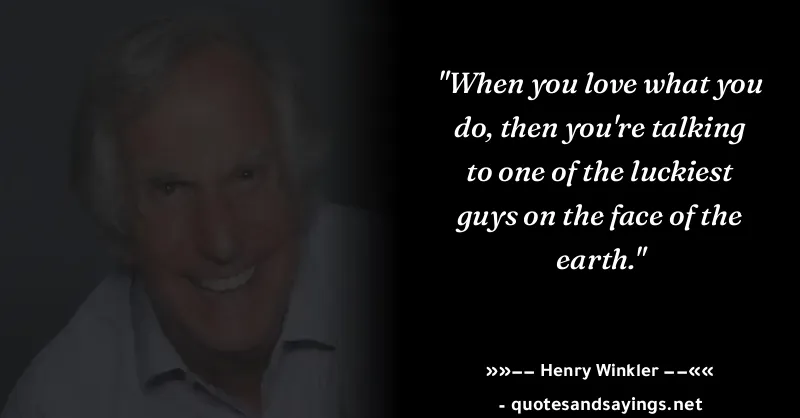 "When you love what you
do, then you're talking
to one of the luckiest
guys on the face of the
earth."
»»–– Henry Winkler ––««
- quotesandsayings.net